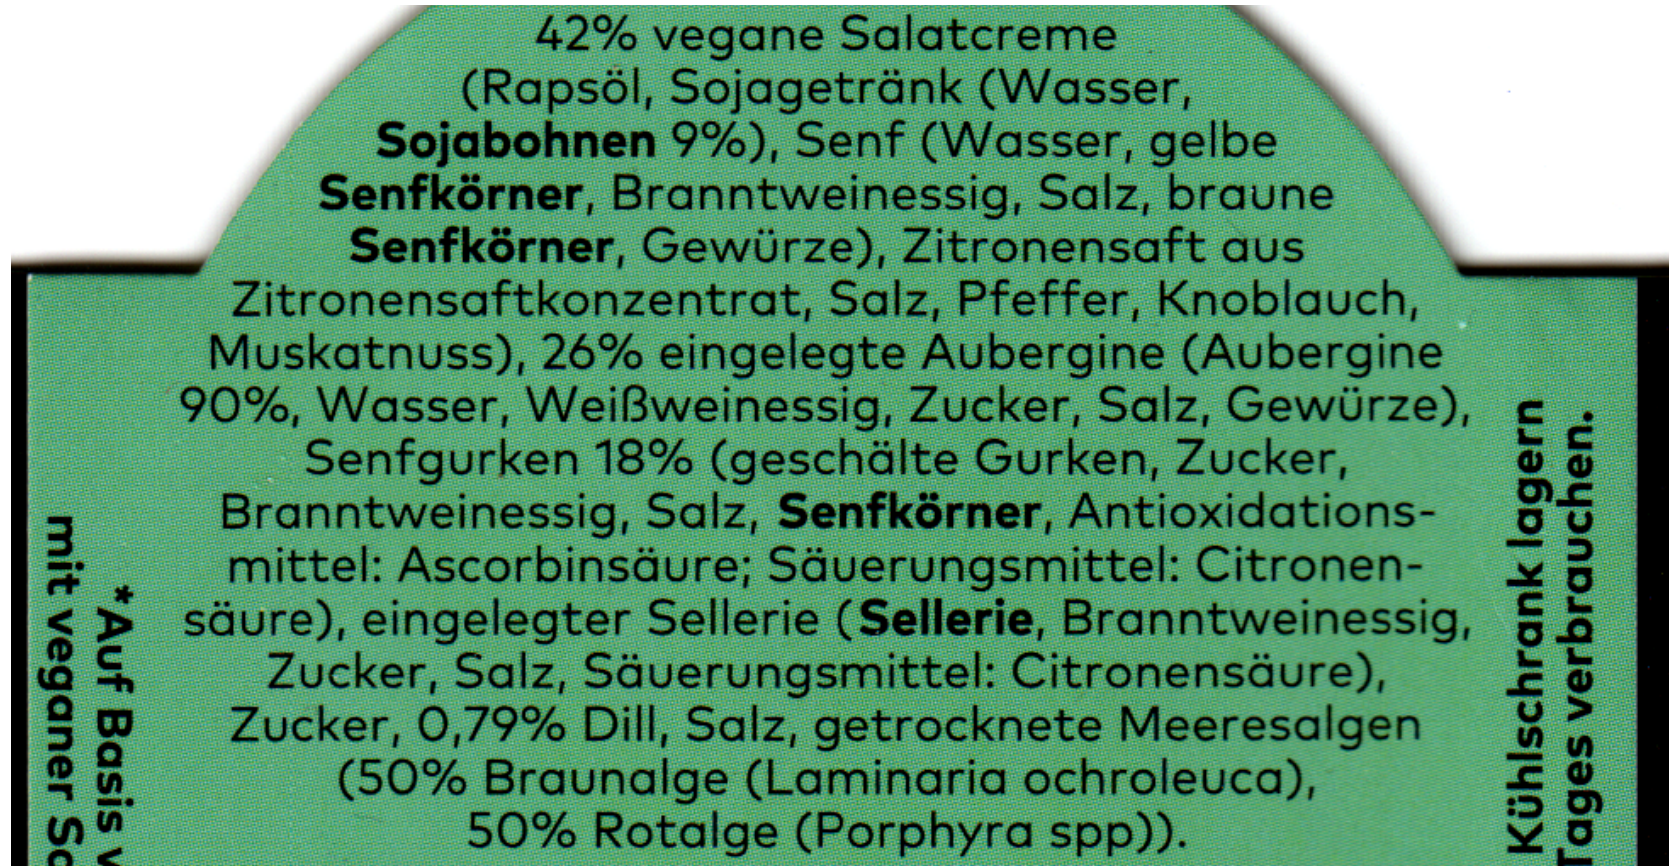 42% vegane Salatcreme
(Rapsöl, Sojagetränk (Wasser,
Sojabohnen 9%), Senf (Wasser, gelbe
Senfkörner, Branntweinessig, Salz, braune
Senfkörner, Gewürze), Zitronensaft aus
Zitronensaftkonzentrat, Salz, Pfeffer, Knoblauch,
Muskatnuss), 26% eingelegte Aubergine (Aubergine
90%, Wasser, Weißweinessig, Zucker, Salz, Gewürze),
Senfgurken 18% (geschälte Gurken, Zucker,
Branntweinessig, Salz, Senfkörner, Antioxidations-
mittel: Ascorbinsäure; Säuerungsmittel: Citronen-
säure), eingelegter Sellerie (Sellerie, Branntweinessig,
Zucker, Salz, Säuerungsmittel: Citronensäure),
Zucker, 0,79% Dill, Salz, getrocknete Meeresalgen
(50% Braunalge (Laminaria ochroleuca),
50% Rotalge (Porphyra spp)).
*Auf Basis
mit veganer
Kühlschrank lagern
Tages verbrauchen.